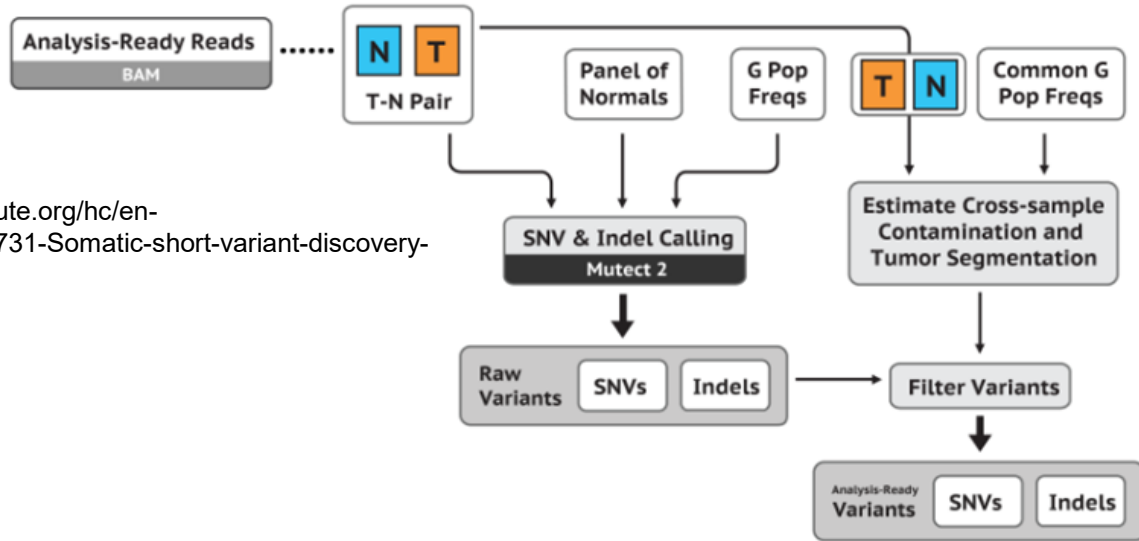 Analysis-Ready Reads
BAM
N T
T-N Pair
Panel of
Normals
G Pop
Freqs
T N
Common G
Pop Freqs
ute.org/hc/en-
731-Somatic-short-variant-discovery-
SNV & Indel Calling
Mutect 2
Estimate Cross-sample
Contamination and
Tumor Segmentation
Raw
Variants
SNVs
Indels
Filter Variants
Analysis-Ready
Variants
SNVs
Indels